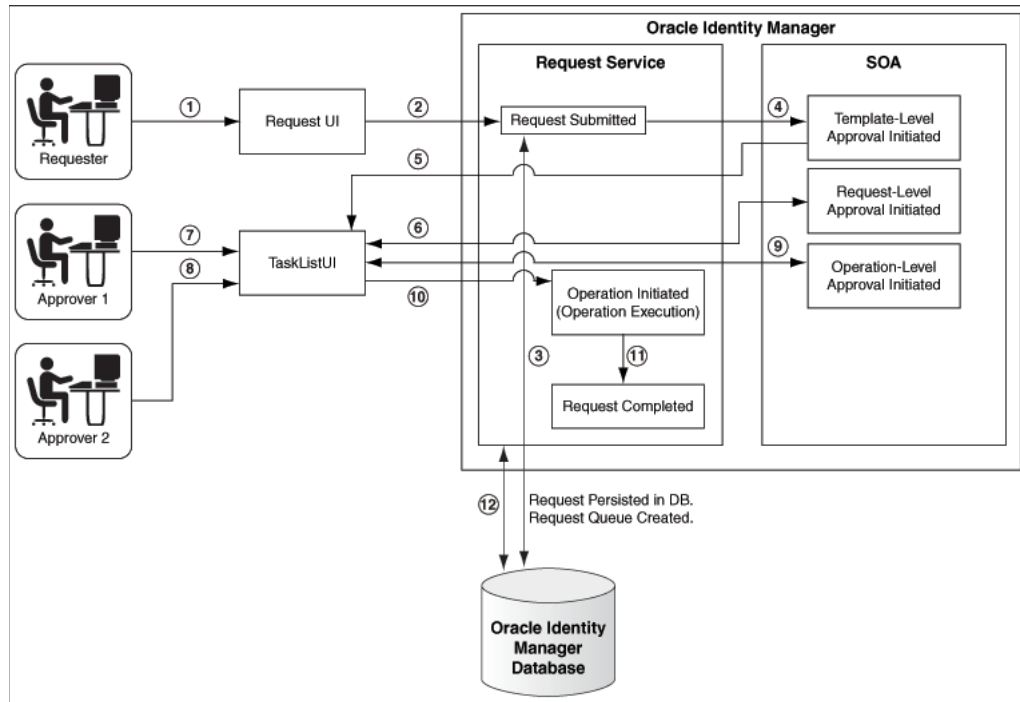 Oracle Identity Manager
Request Service
SOA
Requester
①
Request UI
②
Request Submitted
④
Template-Level
Approval Initiated
⑤
Request-Level
Approval Initiated
⑥
Approver 1
⑦
TaskListUI
⑧
⑨
Operation-Level
Approval Initiated
⑩
Operation Initiated
(Operation Execution)
③
⑪
Approver 2
Request Completed
⑫
Request Persisted in DB.
Request Queue Created.
Oracle Identity
Manager
Database